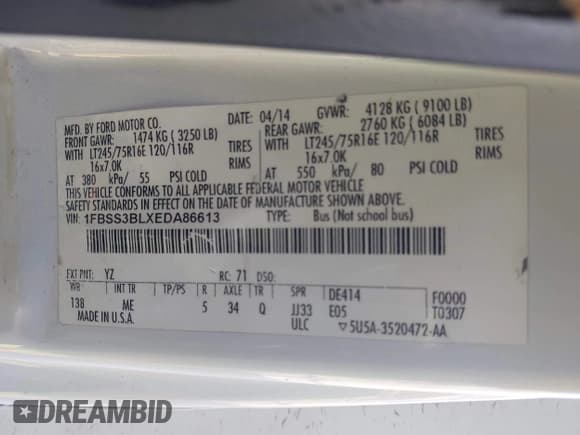 MFD. BY FORD MOTOR CO. DATE: 04/14 GVWR: 4128 KG ( 9100 LB)
FRONT GAWR: 1474 KG ( 3250 LB) REAR GAWR: 2760 KG ( 6084 LB)
WITH LT245/75R16E 120/116R TIRES WITH LT245/75R16E 120/116R TIRES
16x7.0K RIMS 16x7.0K RIMS
AT 380 kPa/ 55 PSI COLD AT 550 kPa/ 80 PSI COLD
THIS VEHICLE CONFORMS TO ALL APPLICABLE FEDERAL MOTOR VEHICLE
SAFETY STANDARDS IN EFFECT ON THE DATE OF MANUFACTURE SHOWN ABOVE.
VIN: 1FBSS3BLXEDA86613 TYPE: Bus (Not school)
EXT PNT: YZ RC: 71 DSO:
WB INT TR TP/PS R AXLE TR SPR DE414 F0000
138 ME 5 34 Q JJ33 E05 T0307
MADE IN U.S.A. ULC ▽5U5A-3520472-AA
DREAMBID